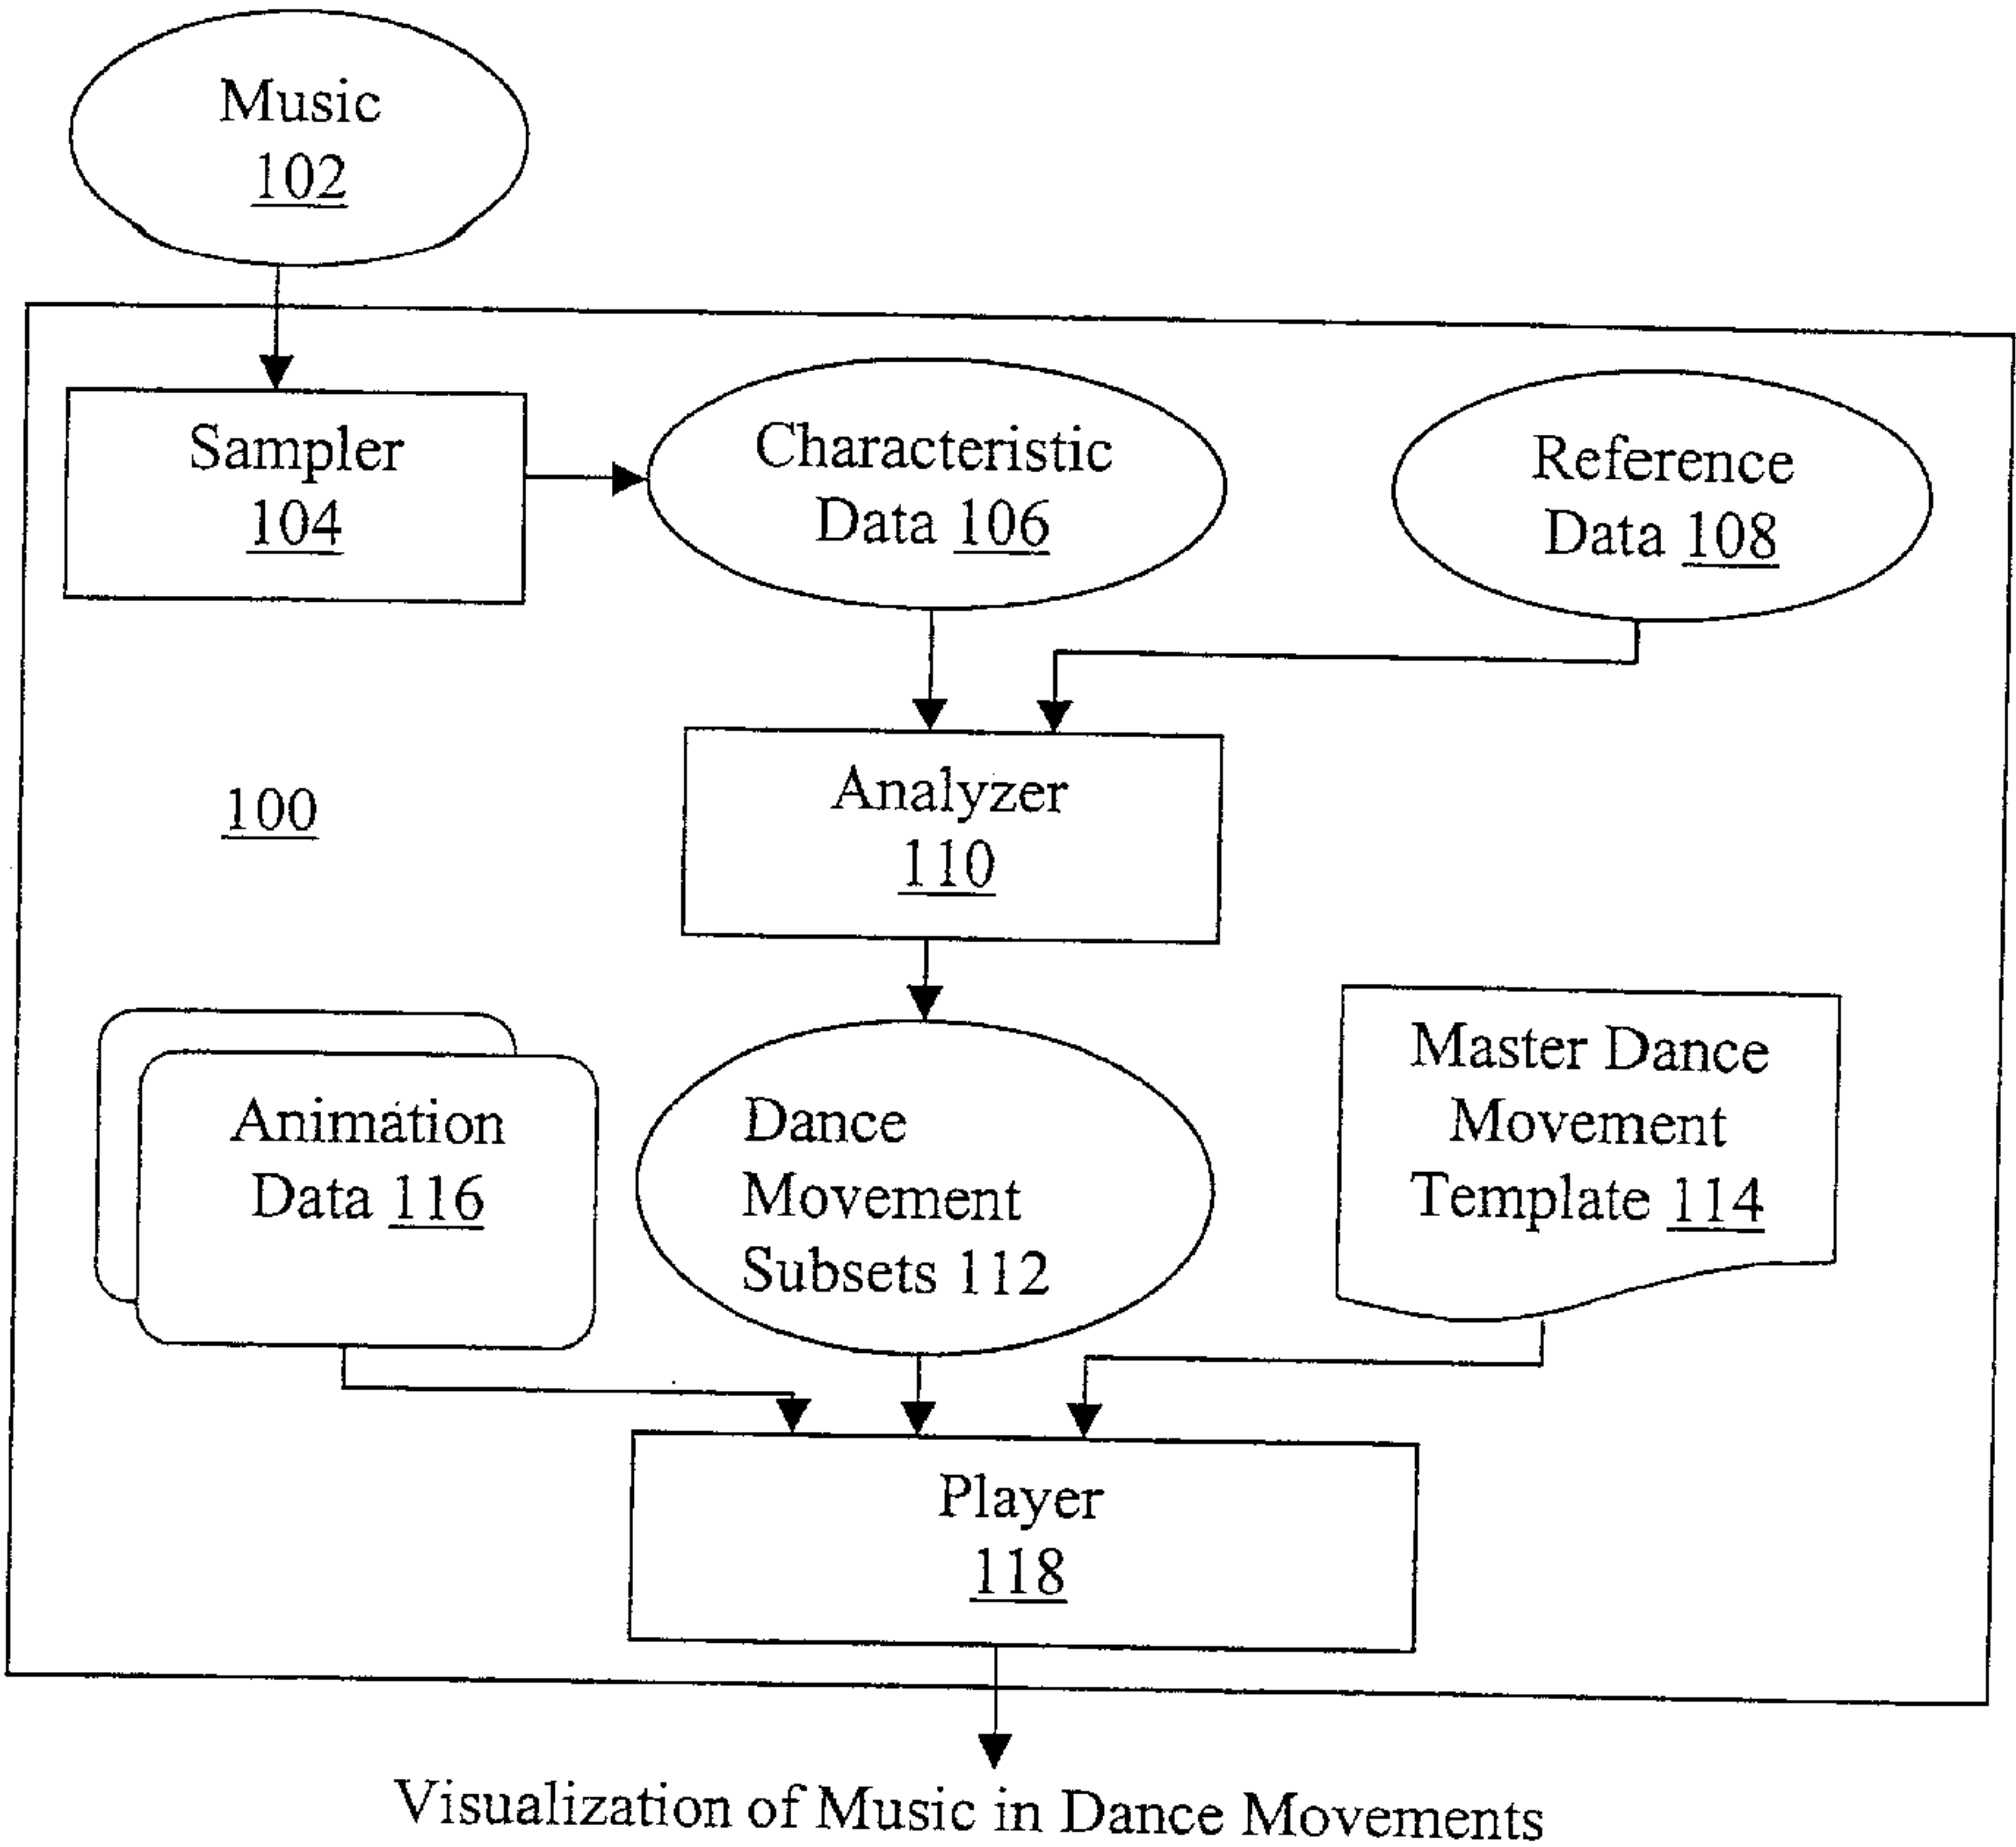 Music
102
Sampler
104
Characteristic
Data 106
Reference
Data 108
100
Analyzer
110
Animation
Data 116
Dance
Movement
Subsets 112
Master Dance
Movement
Template 114
Player
118
Visualization of Music in Dance Movements